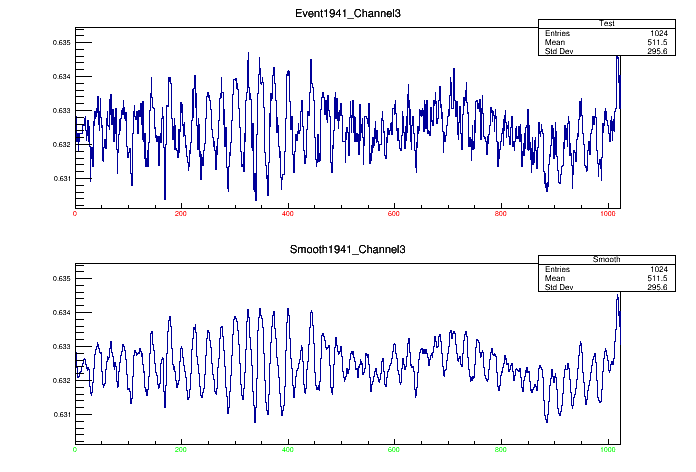 Event1941_Channel3
Test
Entries 1024
Mean 511.5
Std Dev 295.6
0.635
0.634
0.633
0.632
0.631
0 200 400 600 800 1000
Smooth1941_Channel3
Smooth
Entries 1024
Mean 511.5
Std Dev 295.6
0.635
0.634
0.633
0.632
0.631
0 200 400 600 800 1000